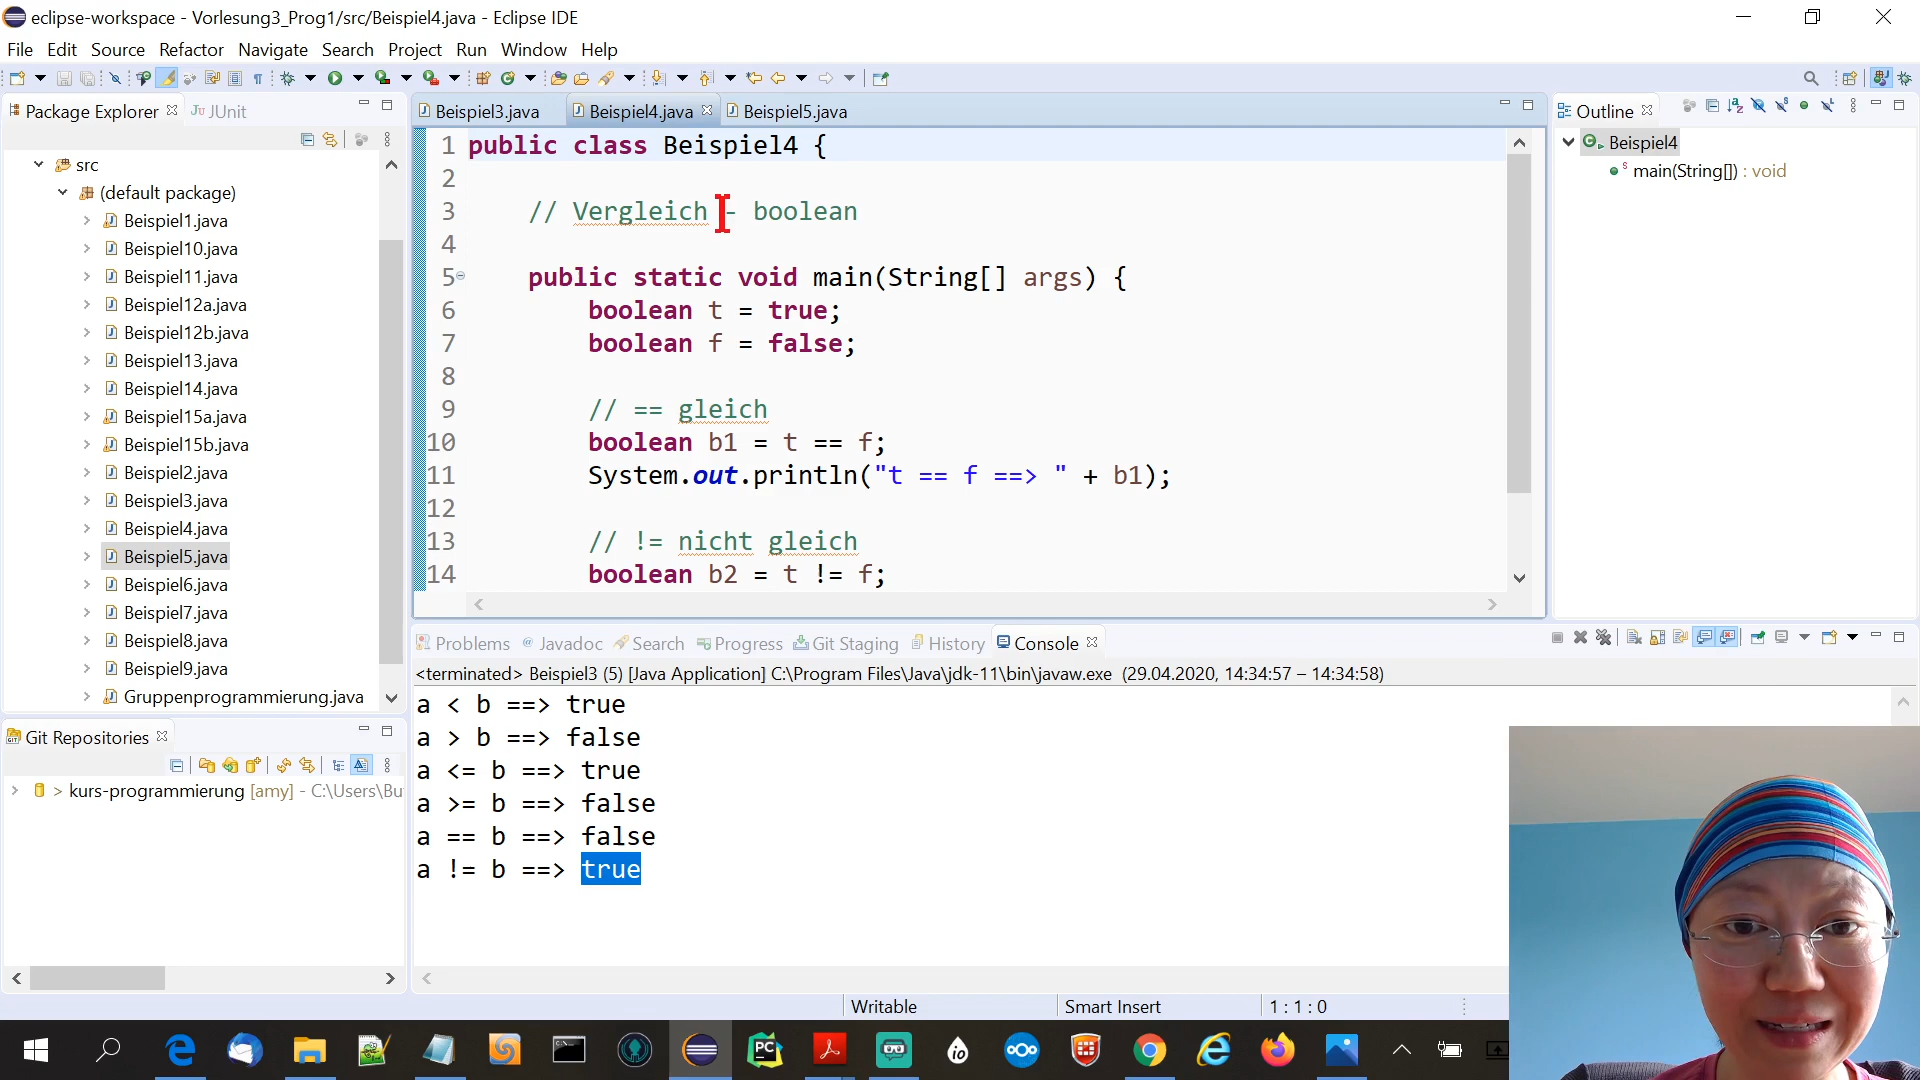 eclipse-workspace - Vorlesung3_Prog1/src/Beispiel4.java - Eclipse IDE
File Edit Source Refactor Navigate Search Project Run Window Help
Package Explorer JUnit
src
(default package)
Beispiel1.java
Beispiel10.java
Beispiel11.java
Beispiel12a.java
Beispiel12b.java
Beispiel13.java
Beispiel14.java
Beispiel15a.java
Beispiel15b.java
Beispiel2.java
Beispiel3.java
Beispiel4.java
Beispiel5.java
Beispiel6.java
Beispiel7.java
Beispiel8.java
Beispiel9.java
Gruppenprogrammierung.java
Git Repositories
> kurs-programmierung [amy] - C:\Users\Bu
Beispiel3.java Beispiel4.java Beispiel5.java
1 public class Beispiel4 {
2
3 // Vergleich - boolean
4
5 public static void main(String[] args) {
6 boolean t = true;
7 boolean f = false;
8
9 // == gleich
10 boolean b1 = t == f;
11 System.out.println("t == f ==> " + b1);
12
13 // != nicht gleich
14 boolean b2 = t != f;
Outline
Beispiel4
main(String[]) : void
Problems @ Javadoc Search Progress Git Staging History Console
<terminated> Beispiel3 (5) [Java Application] C:\Program Files\Java\jdk-11\bin\javaw.exe (29.04.2020, 14:34:57 – 14:34:58)
a < b ==> true
a > b ==> false
a <= b ==> true
a >= b ==> false
a == b ==> false
a != b ==> true
Writable Smart Insert 1 : 1 : 0
PC io